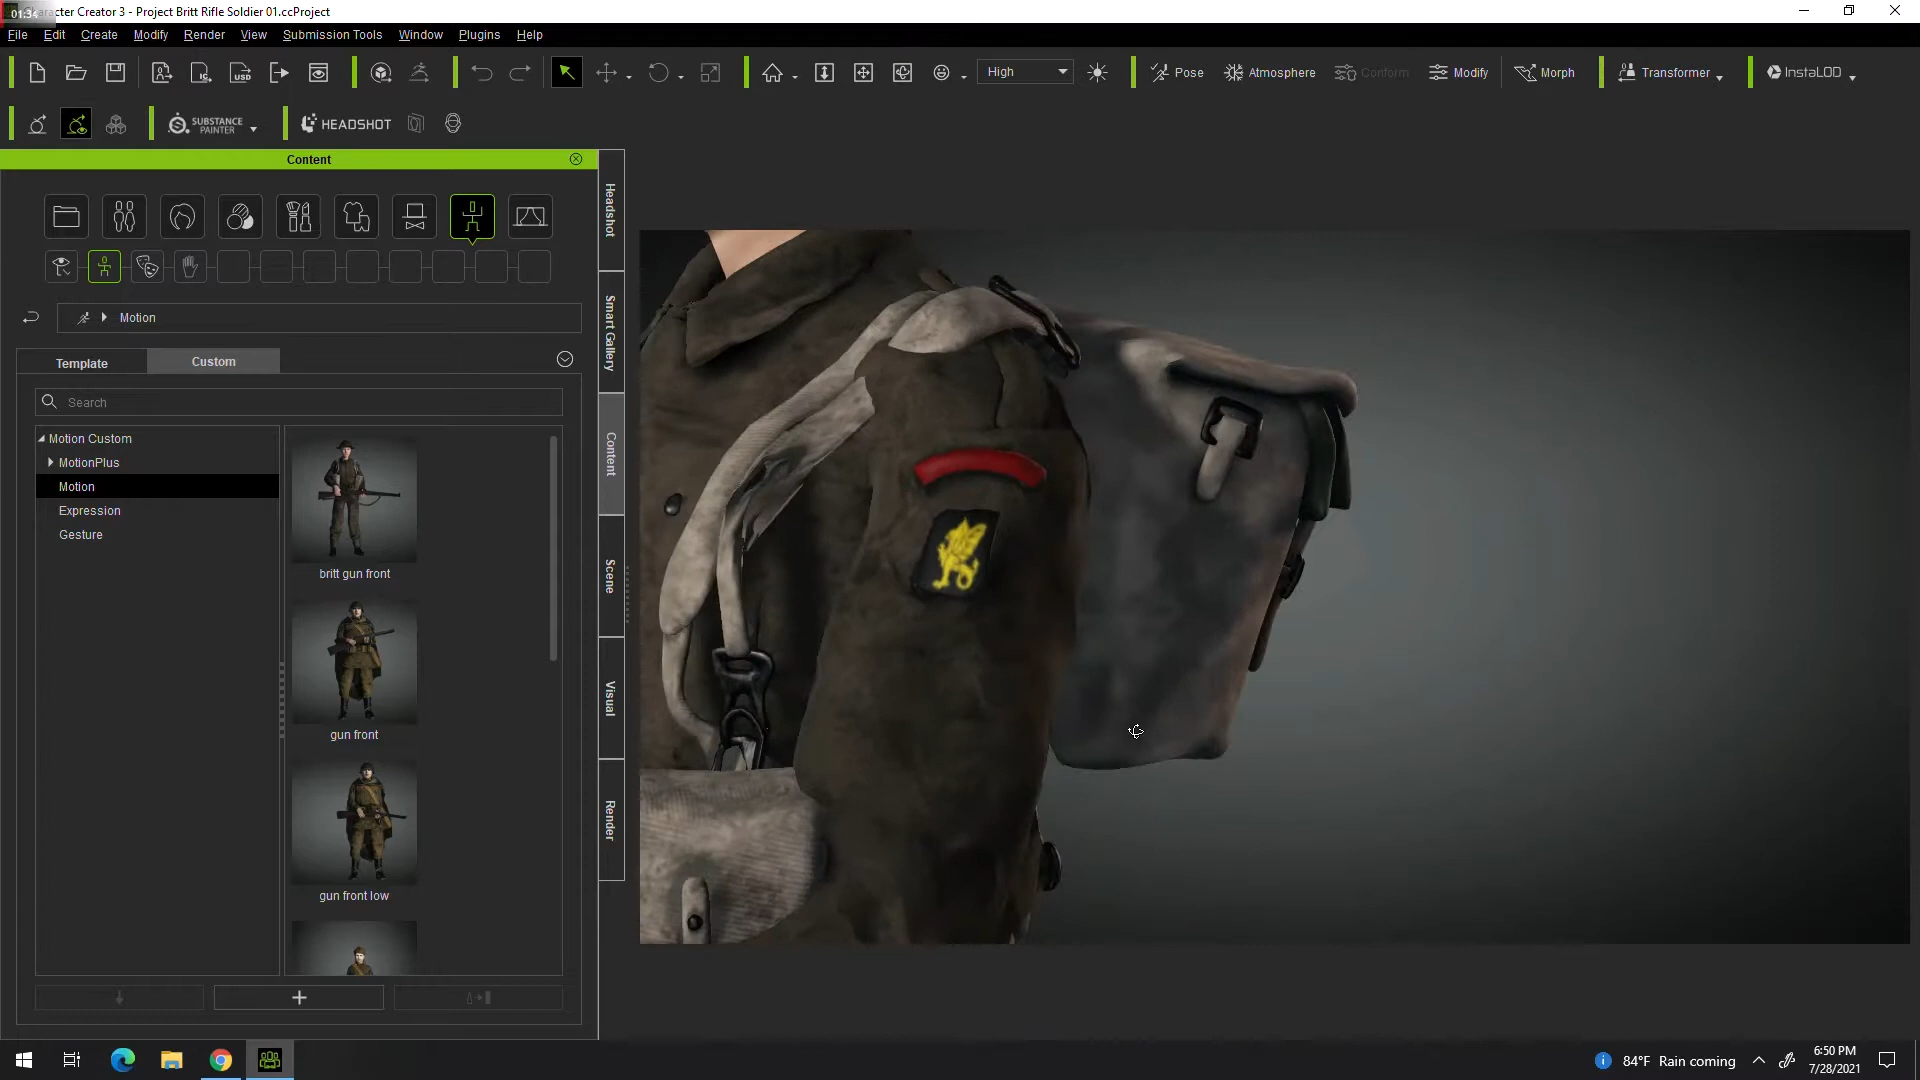 01:34
Character Creator 3 - Project Britt Rifle Soldier 01.ccProject
File Edit Create Modify Render View Submission Tools Window Plugins Help
IC USD High Pose Atmosphere Conform Modify Morph Transformer InstaLOD
SUBSTANCE PAINTER HEADSHOT
Content
Motion
Template Custom
Search
Motion Custom
MotionPlus
Motion
Expression
Gesture
britt gun front
gun front
gun front low
Headshot
Smart Gallery
Content
Scene
Visual
Render
84°F Rain coming
6:50 PM
7/28/2021